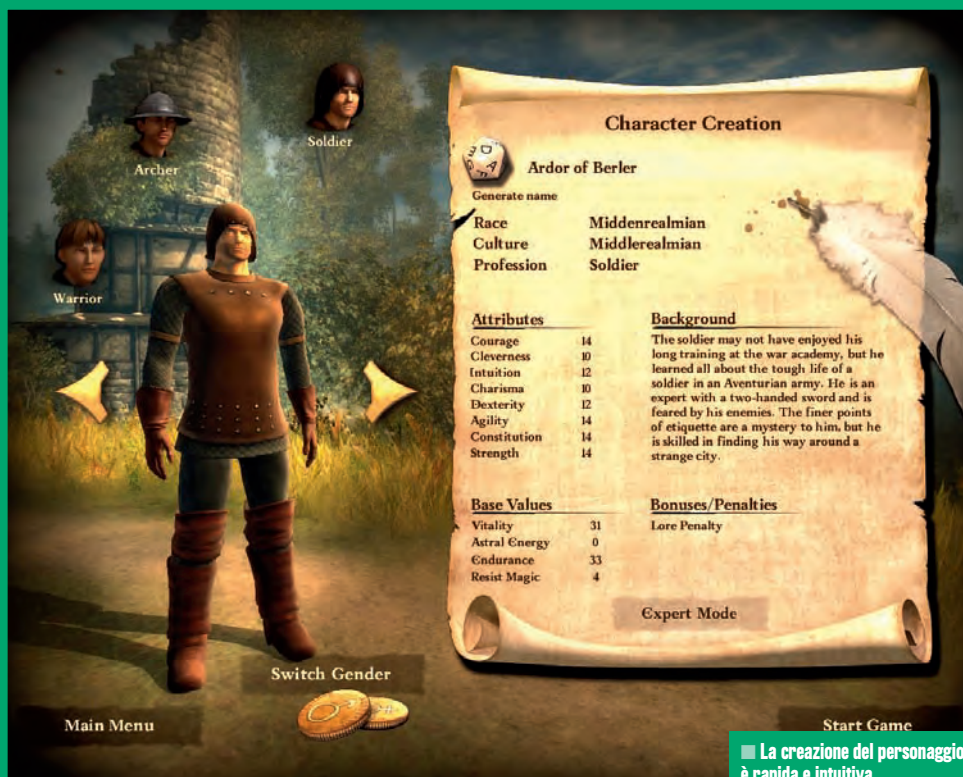 Archer
Soldier
Warrior
Character Creation
Ardor of Berler
Generate name
Race Middenrealmian
Culture Middlerealmian
Profession Soldier
Attributes
Courage 14
Cleverness 10
Intuition 12
Charisma 10
Dexterity 12
Agility 14
Constitution 14
Strength 14
Background
The soldier may not have enjoyed his
long training at the war academy, but he
learned all about the tough life of a
soldier in an Aventurian army. He is an
expert with a two-handed sword and is
feared by his enemies. The finer points
of etiquette are a mystery to him, but he
is skilled in finding his way around a
strange city.
Base Values
Vitality 31
Astral Energy 0
Endurance 33
Resist Magic 4
Bonuses/Penalties
Lore Penalty
Expert Mode
Switch Gender
Main Menu
Start Game
La creazione del personaggio
è rapida e intuitiva